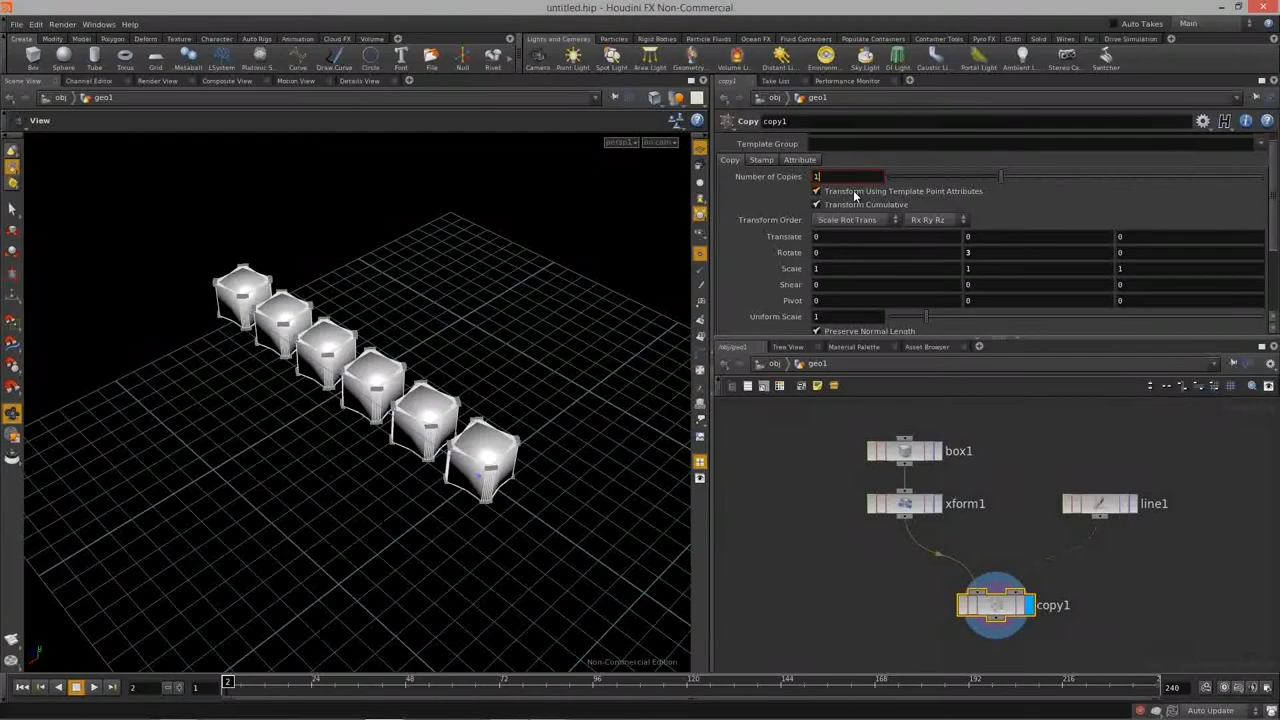 untitled.hip - Houdini FX Non-Commercial
File Edit Render Windows Help
Auto Takes Main
Create Modify Model Polygon Deform Texture Character Auto Rigs Animation Cloud FX Volume
Lights and Cameras Particles Rigid Bodies Particle Fluids Ocean FX Fluid Containers Populate Containers Container Tools Pyro FX Cloth Solid Wires Fur Drive Simulation
Box Sphere Tube Torus Grid Metaball LSystem Platonic S... Curve Draw Curve Circle Font File Null Rivet
Camera Point Light Spot Light Area Light Geometry... Volume Li... Distant Li... Environm... Sky Light GI Light Caustic Li... Portal Light Ambient L... Stereo Ca... Switcher
Scene View Channel Editor Render View Composite View Motion View Details View
copy1 Take List Performance Monitor
obj geo1
obj geo1
View
persp1 no cam
Copy copy1
Template Group
Copy Stamp Attribute
Number of Copies 1
Transform Using Template Point Attributes
Transform Cumulative
Transform Order Scale Rot Trans Rx Ry Rz
Translate 0 0 0
Rotate 0 3 0
Scale 1 1 1
Shear 0 0 0
Pivot 0 0 0
Uniform Scale 1
Preserve Normal Length
/obj/geo1 Tree View Material Palette Asset Browser
obj geo1
box1
xform1
line1
copy1
Non-Commercial Edition
2 1 2 24 48 72 96 120 144 168 192 216 2 240
Auto Update